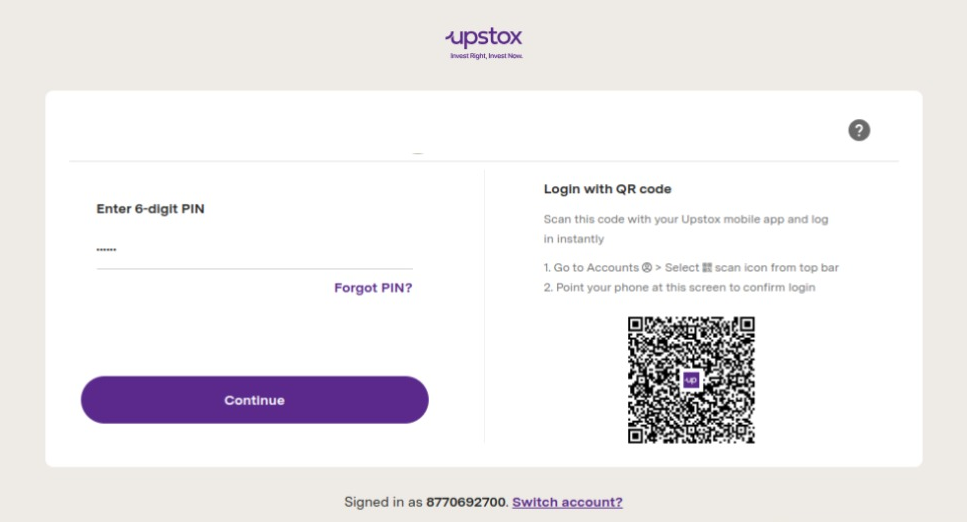 upstox
Invest Right, Invest Now.
?
Enter 6-digit PIN
••••••
Forgot PIN?
Continue
Login with QR code
Scan this code with your Upstox mobile app and log
in instantly
1. Go to Accounts > Select scan icon from top bar
2. Point your phone at this screen to confirm login
up
Signed in as 8770692700. Switch account?